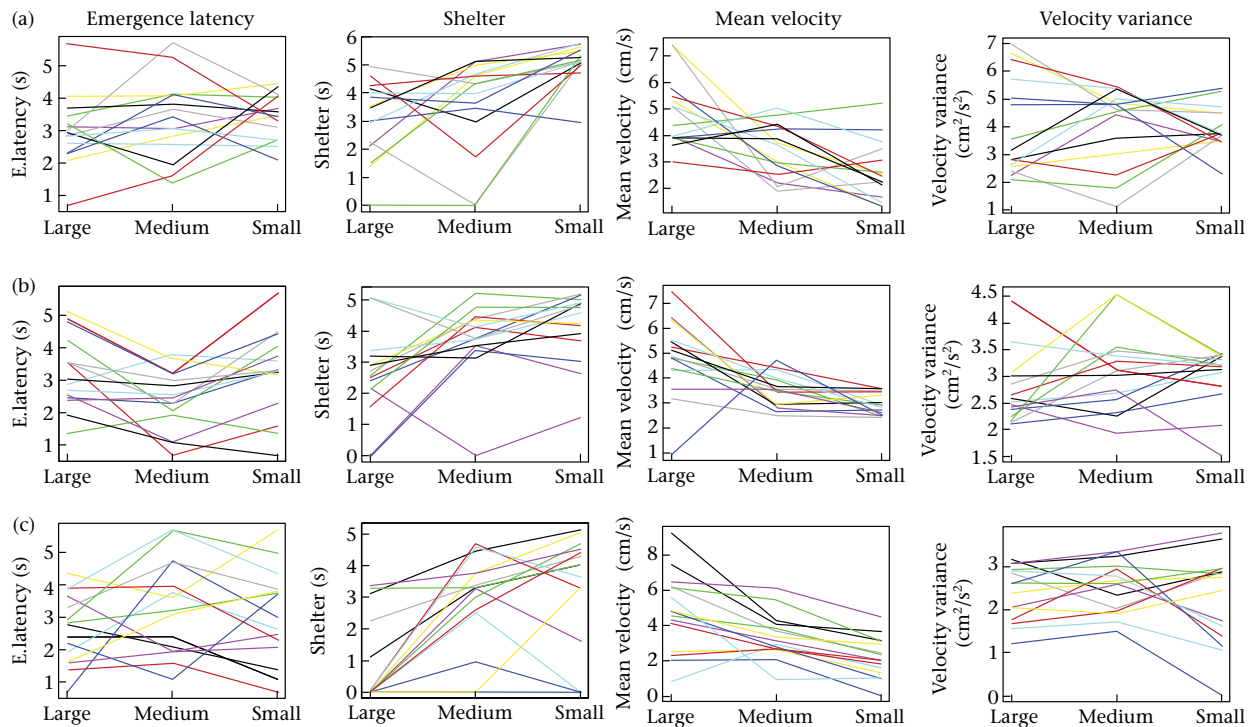 (a) Emergence latency Shelter Mean velocity Velocity variance
E.latency (s) 6 5 4 3 2 1 Large Medium Small
Shelter (s) 6 5 4 3 2 1 0 Large Medium Small
Mean velocity (cm/s) 7 6 5 4 3 2 Large Medium Small
Velocity variance (cm²/s²) 7 6 5 4 3 2 1 Large Medium Small
(b)
E.latency (s) 5 4 3 2 1 Large Medium Small
Shelter (s) 5 4 3 2 1 0 Large Medium Small
Mean velocity (cm/s) 7 6 5 4 3 2 1 Large Medium Small
Velocity variance (cm²/s²) 4.5 4 3.5 3 2.5 2 1.5 Large Medium Small
(c)
E.latency (s) 5 4 3 2 1 Large Medium Small
Shelter (s) 5 4 3 2 1 0 Large Medium Small
Mean velocity (cm/s) 8 6 4 2 0 Large Medium Small
Velocity variance (cm²/s²) 3 2 1 0 Large Medium Small